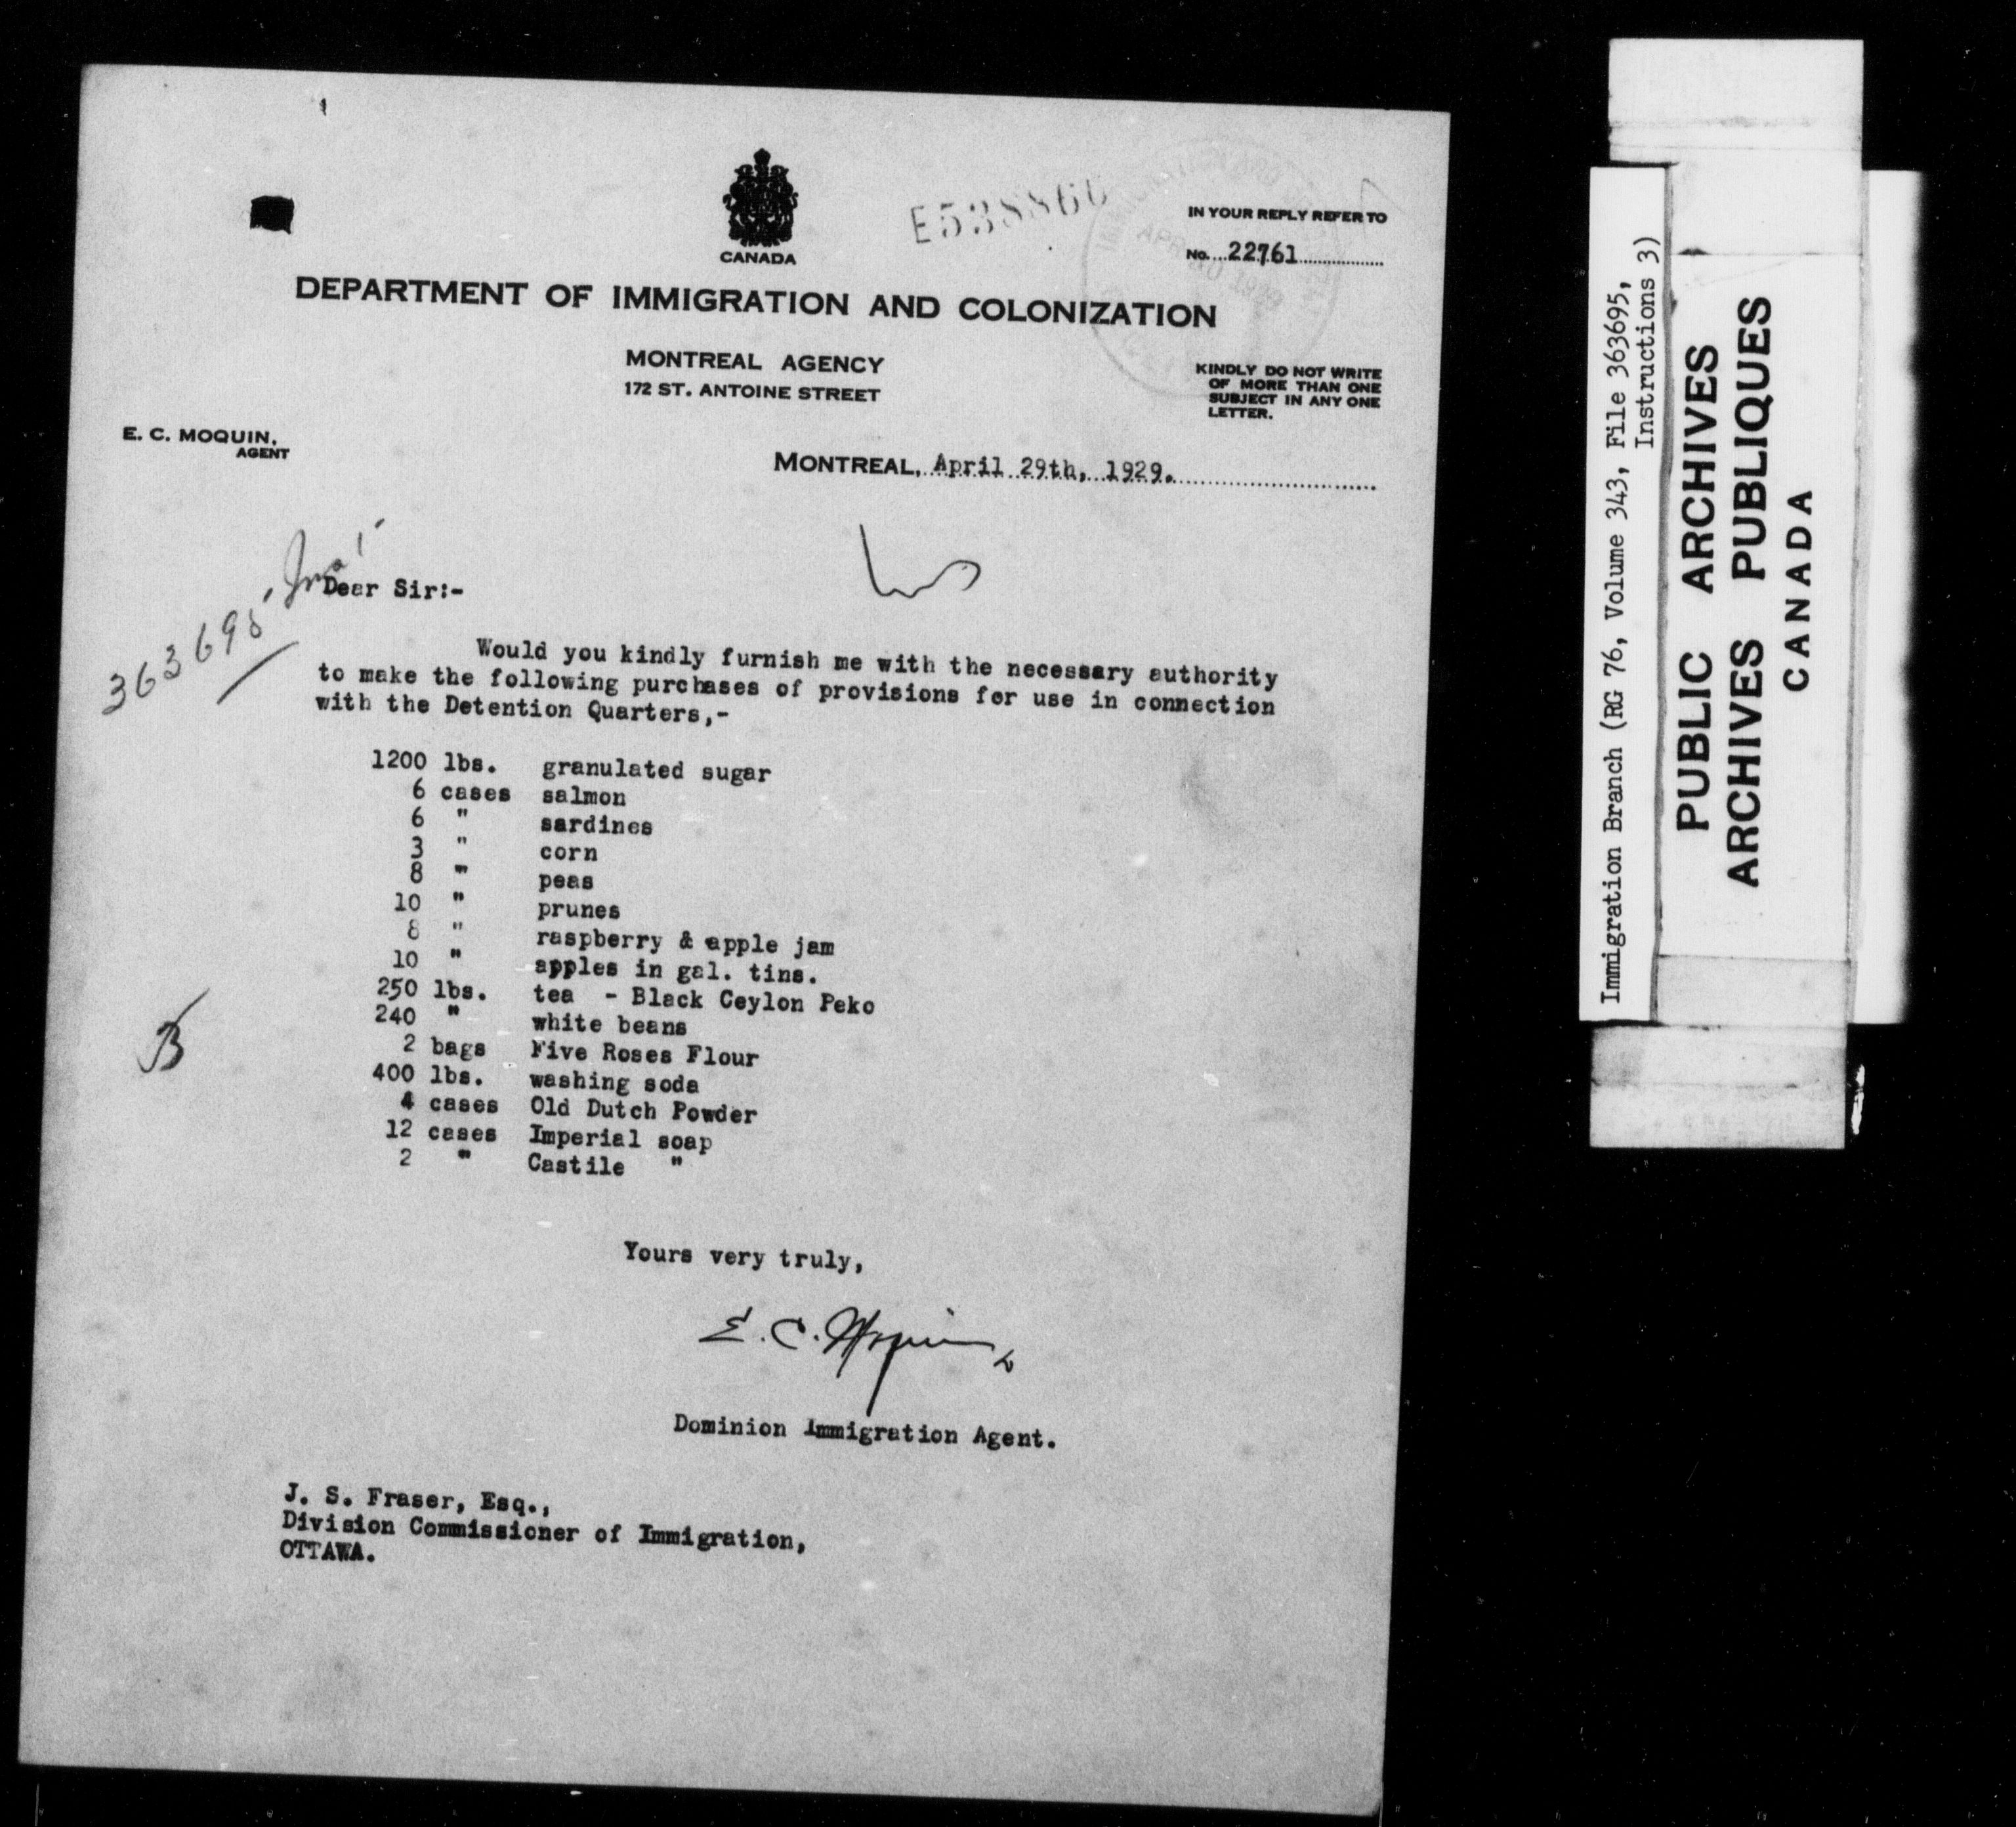 CANADA
E538866
IN YOUR REPLY REFER TO
No. 22761
DEPARTMENT OF IMMIGRATION AND COLONIZATION
APR 30 1929
MONTREAL AGENCY
172 ST. ANTOINE STREET
KINDLY DO NOT WRITE
OF MORE THAN ONE
SUBJECT IN ANY ONE
LETTER.
E. C. MOQUIN,
AGENT
MONTREAL, April 29th, 1929.
363695
Dear Sir:-
Would you kindly furnish me with the necessary authority
to make the following purchases of provisions for use in connection
with the Detention Quarters,-
1200 lbs. granulated sugar
6 cases salmon
6 " sardines
3 " corn
8 " peas
10 " prunes
8 " raspberry & apple jam
10 " apples in gal. tins.
250 lbs. tea - Black Ceylon Peko
240 " white beans
2 bags Five Roses Flour
400 lbs. washing soda
4 cases Old Dutch Powder
12 cases Imperial soap
2 " Castile "
B
Yours very truly,
E. C. Moquin
Dominion Immigration Agent.
J. S. Fraser, Esq.,
Division Commissioner of Immigration,
OTTAWA.
Immigration Branch (RG 76, Volume 343, File 363695,
Instructions 3)
PUBLIC ARCHIVES
ARCHIVES PUBLIQUES
CANADA